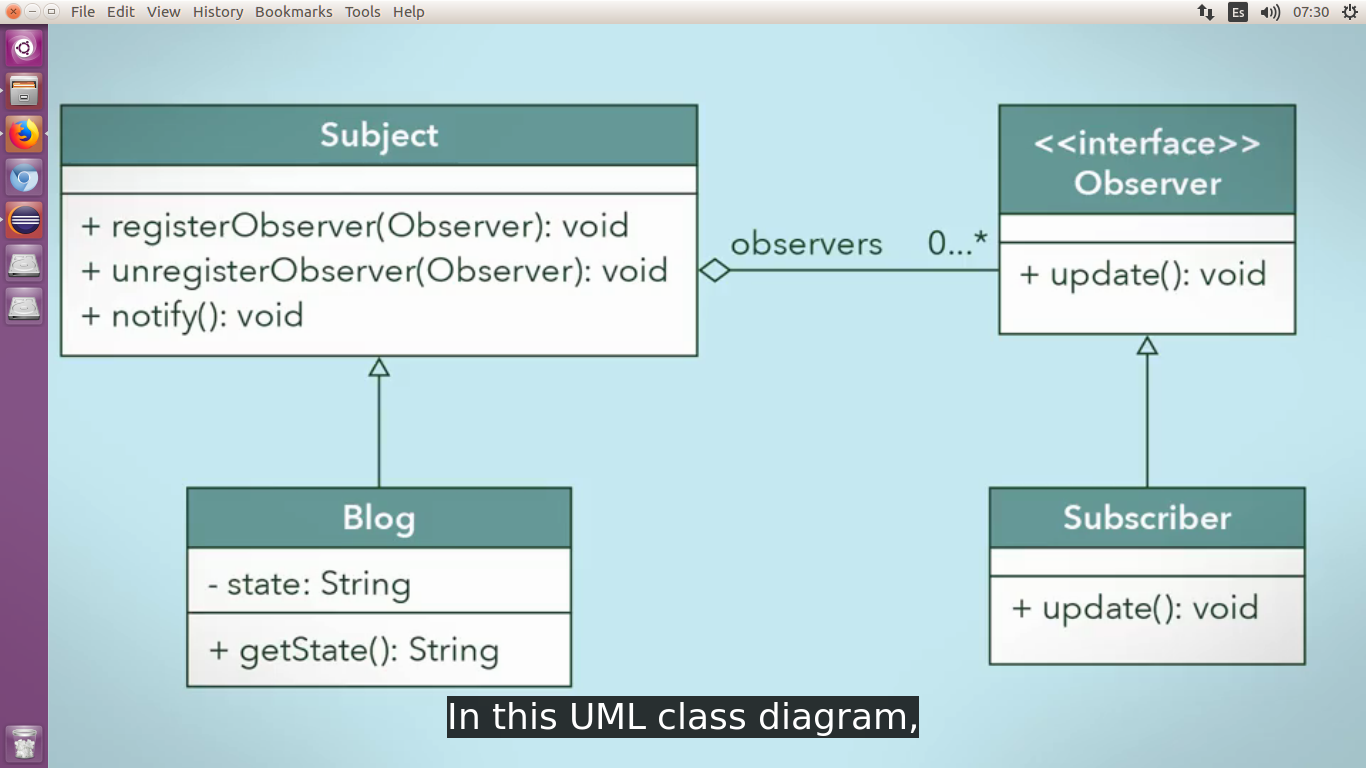 File Edit View History Bookmarks Tools Help
Es
07:30
Subject
+ registerObserver(Observer): void
+ unregisterObserver(Observer): void
+ notify(): void
observers 0...*
<<interface>>
Observer
+ update(): void
Blog
- state: String
+ getState(): String
Subscriber
+ update(): void
In this UML class diagram,